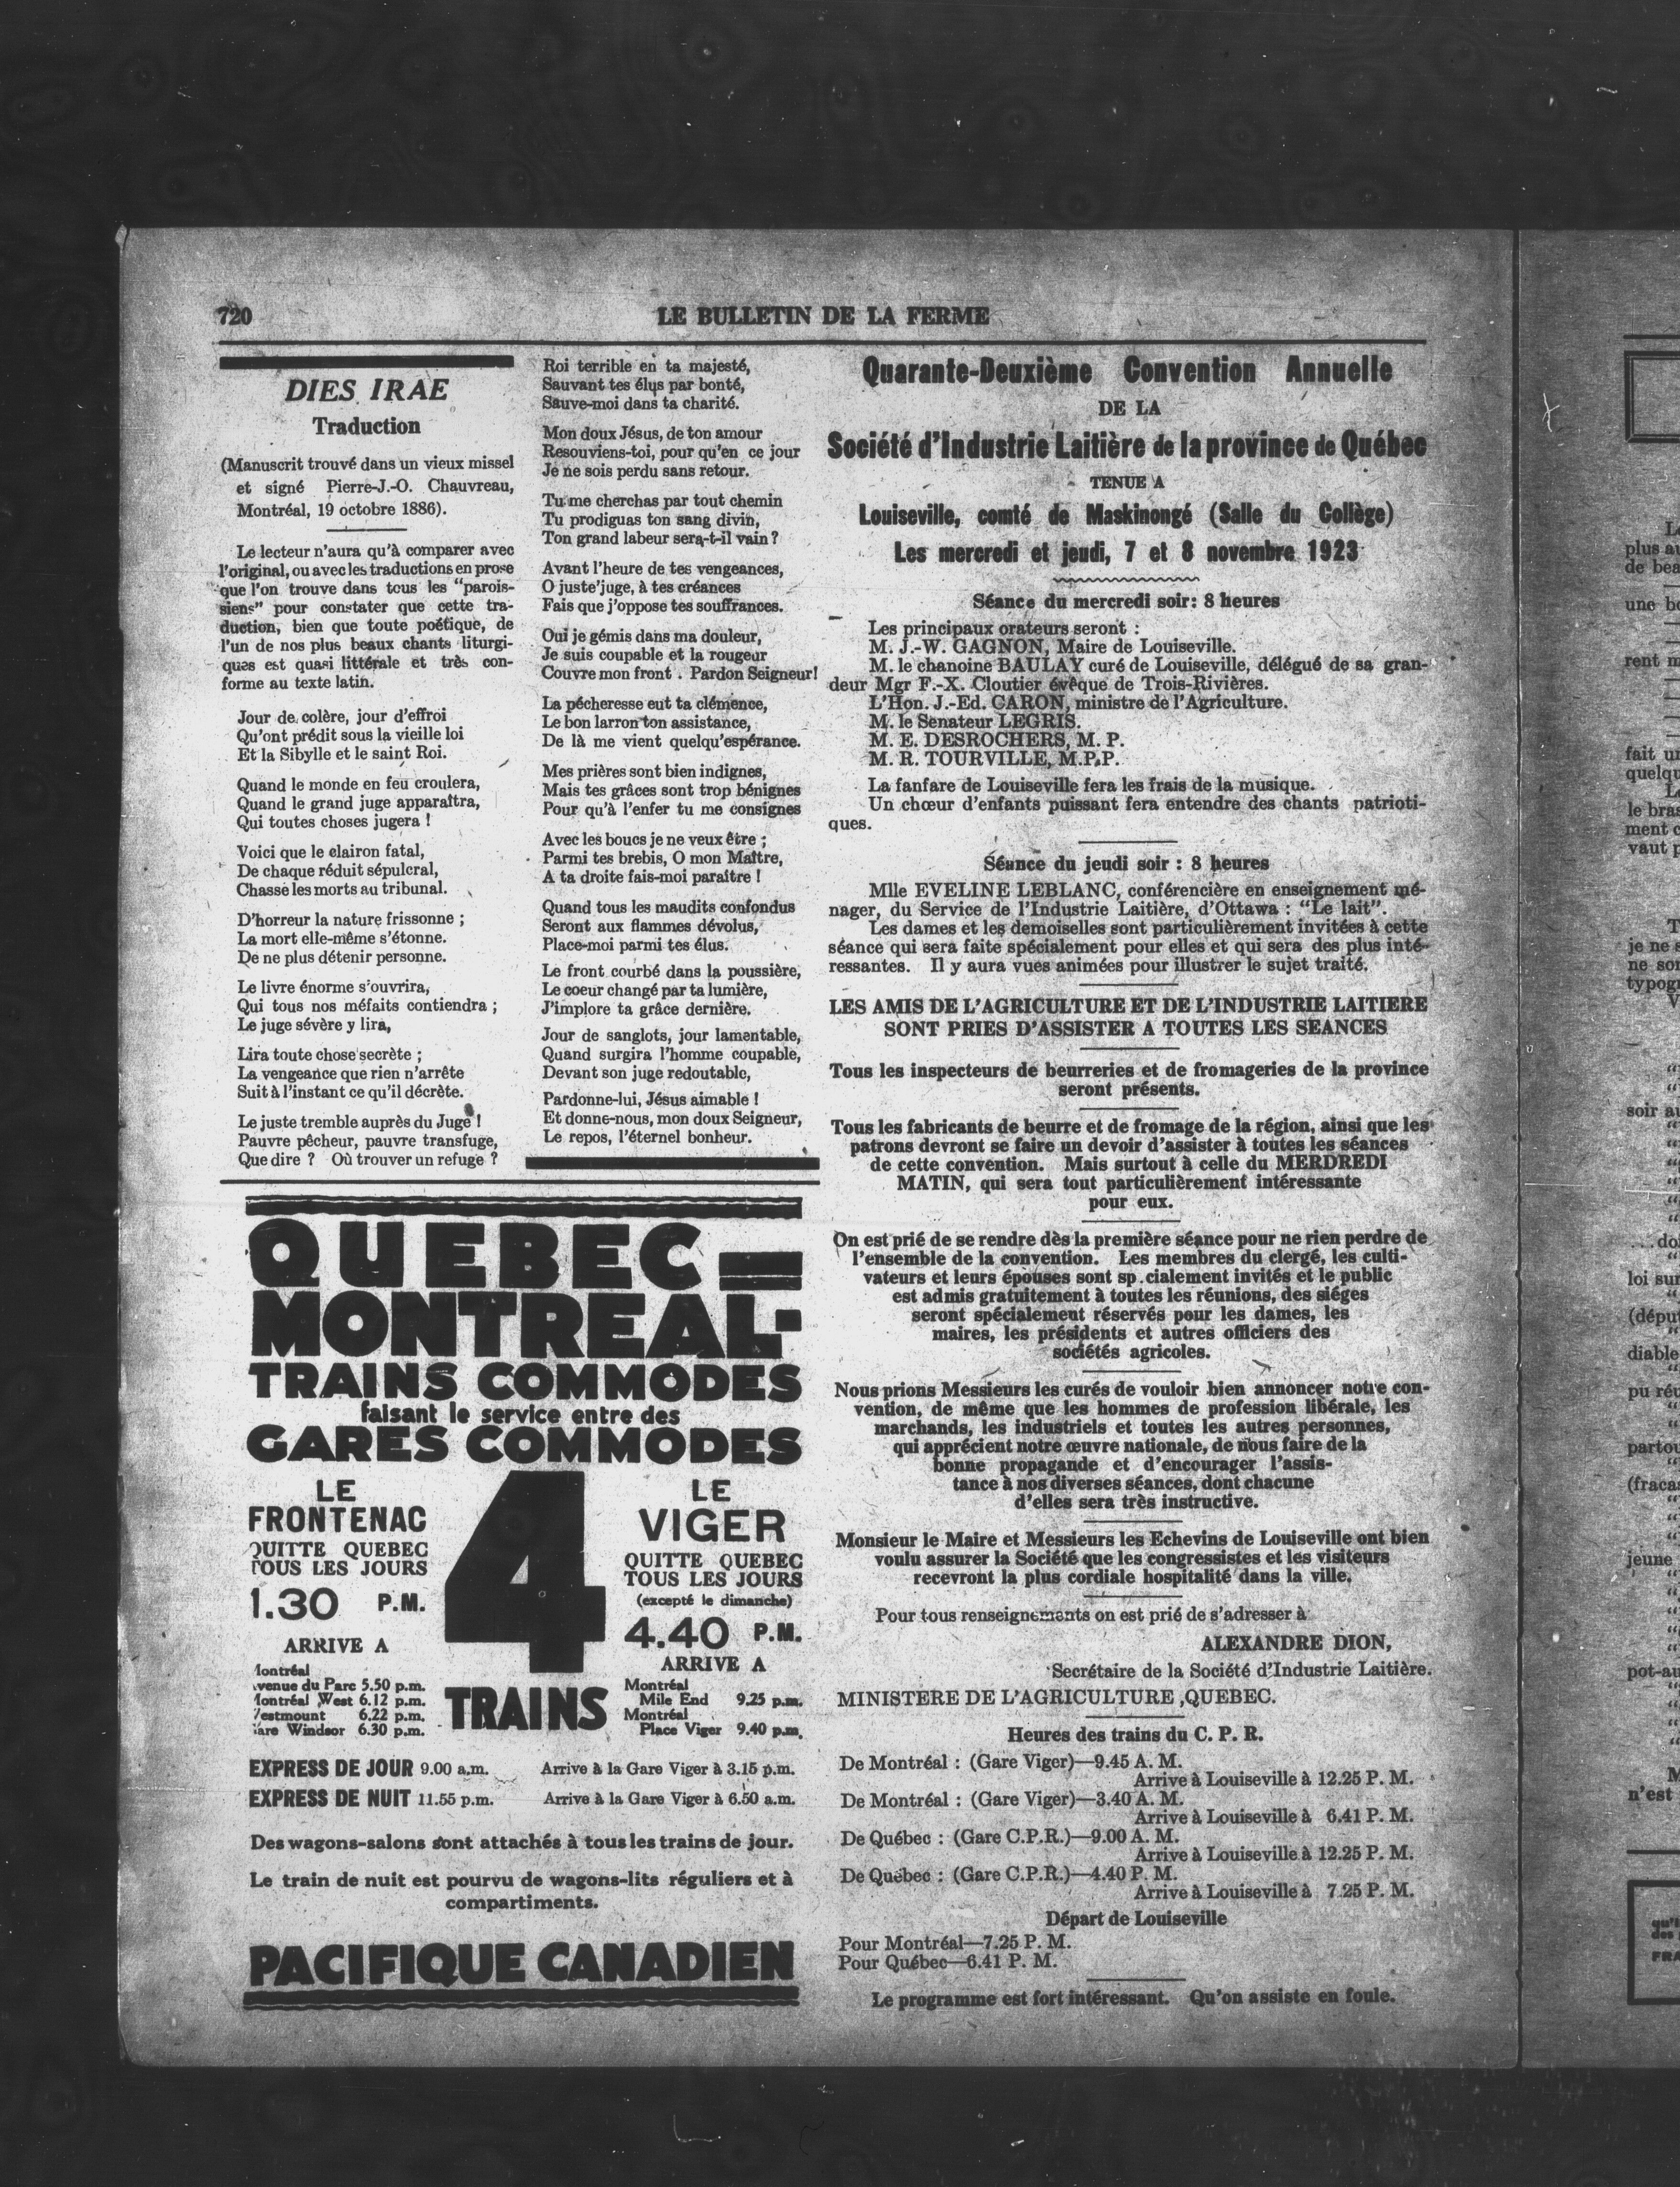 720
LE BULLETIN DE LA FERME
DIES IRAE
Traduction
(Manuscrit trouvé dans un vieux missel
et signé Pierre-J.-O. Chauvreau,
Montréal, 19 octobre 1886).
Le lecteur n'aura qu'à comparer avec
l'original, ou avec les traductions en prose
que l'on trouve dans tous les "parois-
siens" pour constater que cette tra-
duction, bien que toute poétique, de
l'un de nos plus beaux chants liturgi-
ques est quasi littérale et très con-
forme au texte latin.
Jour de colère, jour d'effroi
Qu'ont prédit sous la vieille loi
Et la Sibylle et le saint Roi.
Quand le monde en feu croulera,
Quand le grand juge apparaîtra,
Qui toutes choses jugera !
Voici que le clairon fatal,
De chaque réduit sépulcral,
Chasse les morts au tribunal.
D'horreur la nature frissonne ;
La mort elle-même s'étonne.
De ne plus détenir personne.
Le livre énorme s'ouvrira,
Qui tous nos méfaits contiendra ;
Le juge sévère y lira,
Lira toute chose secrète ;
La vengeance que rien n'arrête
Suit à l'instant ce qu'il décrète.
Le juste tremble auprès du Juge !
Pauvre pêcheur, pauvre transfuge,
Que dire ? Où trouver un refuge ?
Roi terrible en ta majesté,
Sauvant tes élus par bonté,
Sauve-moi dans ta charité.
Mon doux Jésus, de ton amour
Resouviens-toi, pour qu'en ce jour
Je ne sois perdu sans retour.
Tu me cherchas par tout chemin
Tu prodiguas ton sang divin,
Ton grand labeur sera-t-il vain ?
Avant l'heure de tes vengeances,
O juste juge, à tes créances
Fais que j'oppose tes souffrances.
Oui je gémis dans ma douleur,
Je suis coupable et la rougeur
Couvre mon front . Pardon Seigneur!
La pécheresse eut ta clémence,
Le bon larron ton assistance,
De là me vient quelqu'espérance.
Mes prières sont bien indignes,
Mais tes grâces sont trop bénignes
Pour qu'à l'enfer tu me consignes
Avec les boucs je ne veux être ;
Parmi tes brebis, O mon Maître,
A ta droite fais-moi paraître !
Quand tous les maudits confondus
Seront aux flammes dévolus,
Place-moi parmi tes élus.
Le front courbé dans la poussière,
Le coeur changé par ta lumière,
J'implore ta grâce dernière.
Jour de sanglots, jour lamentable,
Quand surgira l'homme coupable,
Devant son juge redoutable,
Pardonne-lui, Jésus aimable !
Et donne-nous, mon doux Seigneur,
Le repos, l'éternel bonheur.
QUEBEC—
MONTREAL-
TRAINS COMMODES
faisant le service entre des
GARES COMMODES
LE
FRONTENAC
QUITTE QUEBEC
TOUS LES JOURS
1.30 P.M.
ARRIVE A
Montréal
Avenue du Parc 5.50 p.m.
Montréal West 6.12 p.m.
Westmount 6.22 p.m.
Gare Windsor 6.30 p.m.
4
TRAINS
LE
VIGER
QUITTE QUEBEC
TOUS LES JOURS
(excepté le dimanche)
4.40 P.M.
ARRIVE A
Montréal
Mile End 9.25 p.m.
Montréal
Place Viger 9.40 p.m.
EXPRESS DE JOUR 9.00 a.m. Arrive à la Gare Viger à 3.15 p.m.
EXPRESS DE NUIT 11.55 p.m. Arrive à la Gare Viger à 6.50 a.m.
Des wagons-salons sont attachés à tous les trains de jour.
Le train de nuit est pourvu de wagons-lits réguliers et à
compartiments.
PACIFIQUE CANADIEN
Quarante-Deuxième Convention Annuelle
DE LA
Société d'Industrie Laitière de la province de Québec
TENUE A
Louiseville, comté de Maskinongé (Salle du Collège)
Les mercredi et jeudi, 7 et 8 novembre 1923
Séance du mercredi soir: 8 heures
Les principaux orateurs seront :
M. J.-W. GAGNON, Maire de Louiseville.
M. le chanoine BAULAY curé de Louiseville, délégué de sa gran-
deur Mgr F.-X. Cloutier évêque de Trois-Rivières.
L'Hon. J.-Ed. CARON, ministre de l'Agriculture.
M. le Senateur LEGRIS.
M. E. DESROCHERS, M. P.
M. R. TOURVILLE, M.P.P.
La fanfare de Louiseville fera les frais de la musique.
Un chœur d'enfants puissant fera entendre des chants patrioti-
ques.
Séance du jeudi soir : 8 heures
Mlle EVELINE LEBLANC, conférencière en enseignement mé-
nager, du Service de l'Industrie Laitière, d'Ottawa : "Le lait".
Les dames et les demoiselles sont particulièrement invitées à cette
séance qui sera faite spécialement pour elles et qui sera des plus inté-
ressantes. Il y aura vues animées pour illustrer le sujet traité.
LES AMIS DE L'AGRICULTURE ET DE L'INDUSTRIE LAITIERE
SONT PRIES D'ASSISTER A TOUTES LES SEANCES
Tous les inspecteurs de beurreries et de fromageries de la province
seront présents.
Tous les fabricants de beurre et de fromage de la région, ainsi que les
patrons devront se faire un devoir d'assister à toutes les séances
de cette convention. Mais surtout à celle du MERDREDI
MATIN, qui sera tout particulièrement intéressante
pour eux.
On est prié de se rendre dès la première séance pour ne rien perdre de
l'ensemble de la convention. Les membres du clergé, les culti-
vateurs et leurs épouses sont sp.cialement invités et le public
est admis gratuitement à toutes les réunions, des siéges
seront spécialement réservés pour les dames, les
maires, les présidents et autres officiers des
sociétés agricoles.
Nous prions Messieurs les curés de vouloir bien annoncer notre con-
vention, de même que les hommes de profession libérale, les
marchands, les industriels et toutes les autres personnes,
qui apprécient notre œuvre nationale, de nous faire de la
bonne propagande et d'encourager l'assis-
tance à nos diverses séances, dont chacune
d'elles sera très instructive.
Monsieur le Maire et Messieurs les Echevins de Louiseville ont bien
voulu assurer la Société que les congressistes et les visiteurs
recevront la plus cordiale hospitalité dans la ville.
Pour tous renseignements on est prié de s'adresser à
ALEXANDRE DION,
Secrétaire de la Société d'Industrie Laitière.
MINISTERE DE L'AGRICULTURE ,QUEBEC.
Heures des trains du C. P. R.
De Montréal : (Gare Viger)—9.45 A. M.
Arrive à Louiseville à 12.25 P. M.
De Montréal : (Gare Viger)—3.40 A. M.
Arrive à Louiseville à 6.41 P. M.
De Québec : (Gare C.P.R.)—9.00 A. M.
Arrive à Louiseville à 12.25 P. M.
De Québec : (Gare C.P.R.)—4.40 P. M.
Arrive à Louiseville à 7.25 P. M.
Départ de Louiseville
Pour Montréal—7.25 P. M.
Pour Québec—6.41 P. M.
Le programme est fort intéressant. Qu'on assiste en foule.